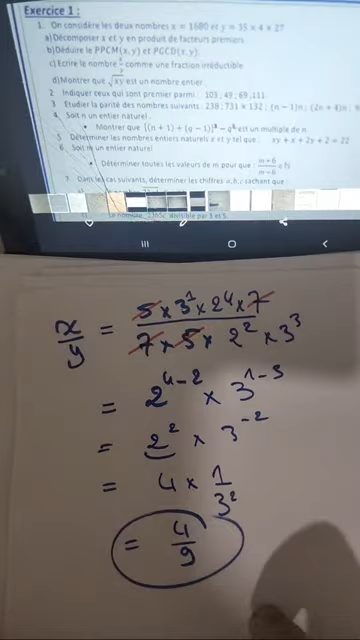 Exercice 1 :
1. On considère les deux nombres x = 1680 et y = 35 × 4 × 27
a) Décomposer x et y en produit de facteurs premiers.
b) Déduire le PPCM(x, y) et PGCD(x, y).
c) Ecrire le nombre x/y comme une fraction irréductible.
d) Montrer que √xy est un nombre entier.
2 Indiquer ceux qui sont premier parmi : 103 ; 49 ; 69 ,111.
3 Etudier la parité des nombres suivants : 238 ; 731 × 132 ; (n − 1)n ; (2n + 4)n ;
4. Soit n un entier naturel
• Montrer que [(n + 1) + (q − 1)]² − q² est un multiple de n
5 Déterminer les nombres entiers naturels x et y tel que : xy + x + 2y + 2 = 22
6. Soit m un entier naturel
• Déterminer toutes les valeurs de m pour que : (m+6)/(m−6) ∈ ℕ
7. Dans les cas suivants, déterminer les chiffres a, b, c sachant que
divisible par 3 et 5.
x/y = (5 × 3¹ × 2⁴ × 7)/(7 × 5 × 2² × 3³)
= 2⁴⁻² × 3¹⁻³
= 2² × 3⁻²
= 4 × 1/3²
= 4/9